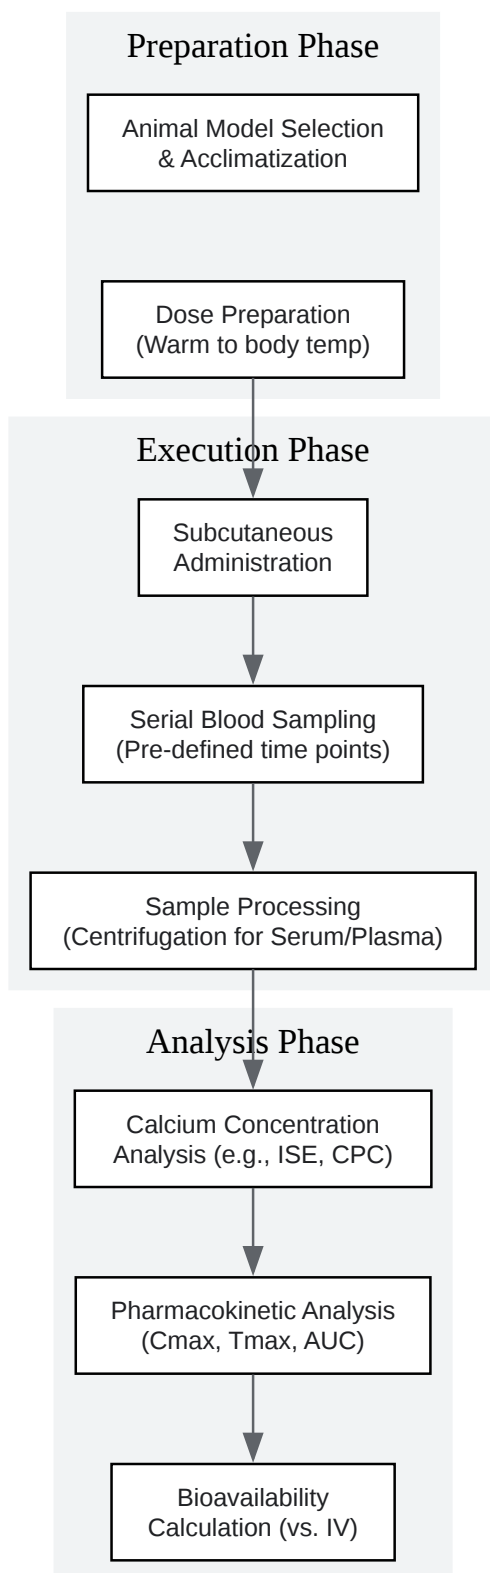 Preparation Phase
Animal Model Selection
& Acclimatization
Dose Preparation
(Warm to body temp)
Execution Phase
Subcutaneous
Administration
Serial Blood Sampling
(Pre-defined time points)
Sample Processing
(Centrifugation for Serum/Plasma)
Analysis Phase
Calcium Concentration
Analysis (e.g., ISE, CPC)
Pharmacokinetic Analysis
(Cmax, Tmax, AUC)
Bioavailability
Calculation (vs. IV)